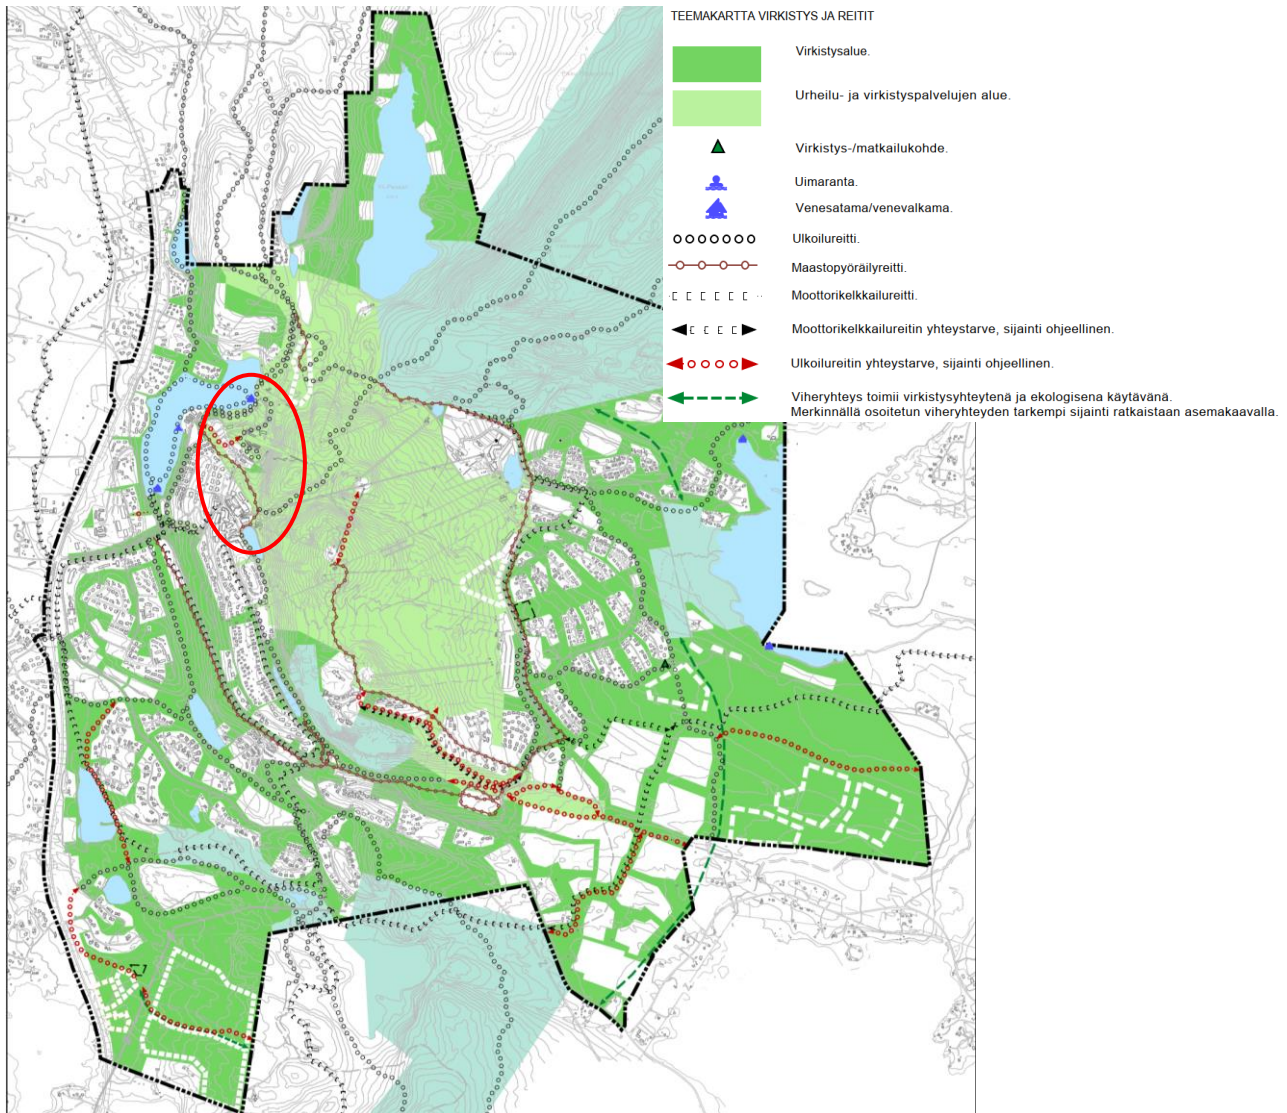 TEEMAKARTTA VIRKISTYS JA REITIT
Virkistysalue.
Urheilu- ja virkistyspalvelujen alue.
Virkistys-/matkailukohde.
Uimaranta.
Venesatama/venevalkama.
Ulkoilureitti.
Maastopyöräilyreitti.
Moottorikelkkailureitti.
Moottorikelkkailureitin yhteystarve, sijainti ohjeellinen.
Ulkoilureitin yhteystarve, sijainti ohjeellinen.
Viheryhteys toimii virkistysyhteytenä ja ekologisena käytävänä.
Merkinnällä osoitetun viheryhteyden tarkempi sijainti ratkaistaan asemakaavalla.